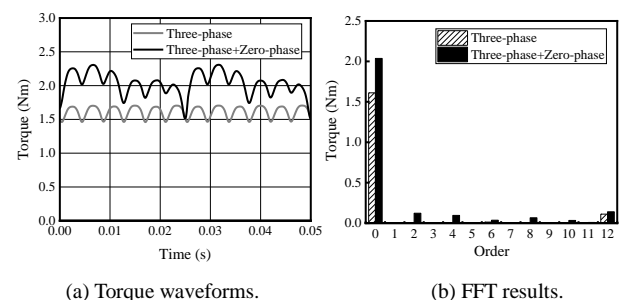 3.0
2.5
2.0
1.5
1.0
0.5
0.0
Torque (Nm)
Three-phase
Three-phase+Zero-phase
0.00 0.01 0.02 0.03 0.04 0.05
Time (s)
(a) Torque waveforms.
2.5
2.0
1.5
1.0
0.5
0.0
Torque (Nm)
Three-phase
Three-phase+Zero-phase
0 1 2 3 4 5 6 7 8 9 10 11 12
Order
(b) FFT results.